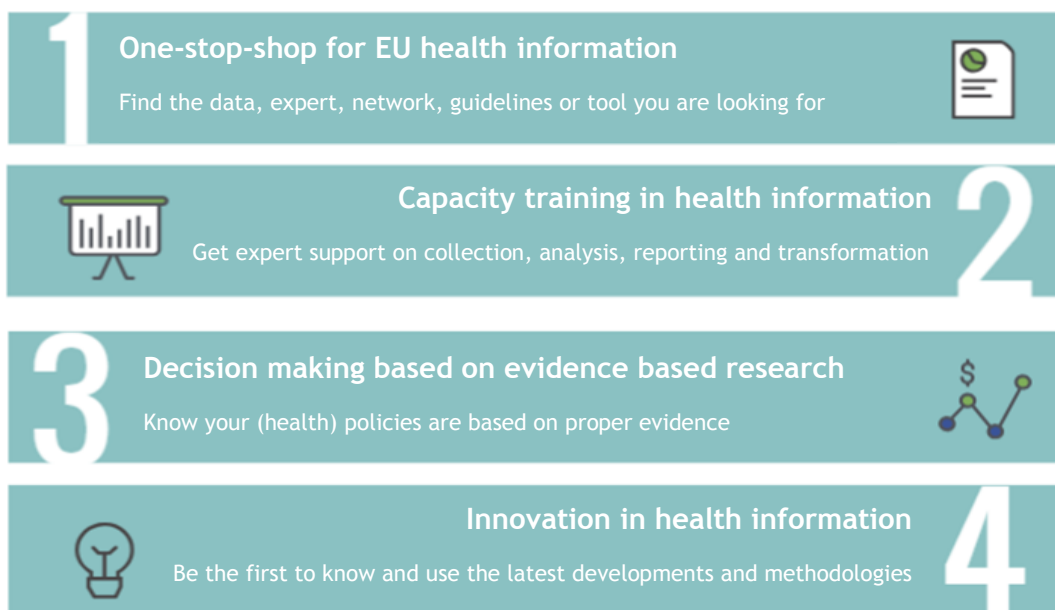 1
One-stop-shop for EU health information
Find the data, expert, network, guidelines or tool you are looking for
Capacity training in health information
2
Get expert support on collection, analysis, reporting and transformation
3
Decision making based on evidence based research
$
Know your (health) policies are based on proper evidence
Innovation in health information
4
Be the first to know and use the latest developments and methodologies